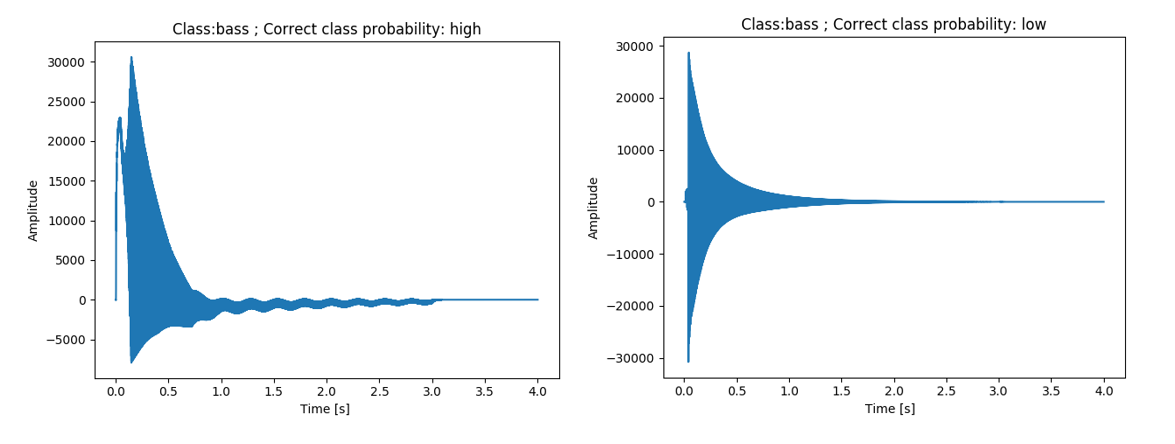 Class:bass ; Correct class probability: high
30000
25000
20000
15000
10000
5000
0
−5000
Amplitude
0.0 0.5 1.0 1.5 2.0 2.5 3.0 3.5 4.0
Time [s]
Class:bass ; Correct class probability: low
30000
20000
10000
0
−10000
−20000
−30000
Amplitude
0.0 0.5 1.0 1.5 2.0 2.5 3.0 3.5 4.0
Time [s]